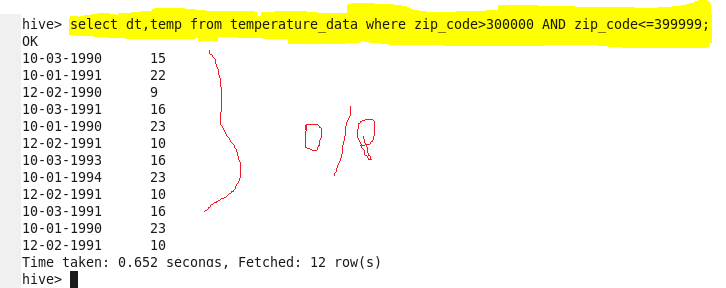 hive> select dt,temp from temperature_data where zip_code>300000 AND zip_code<=399999;
OK
10-03-1990 15
10-01-1991 22
12-02-1990 9
10-03-1991 16
10-01-1990 23
12-02-1991 10
10-03-1993 16
10-01-1994 23
12-02-1991 10
10-03-1991 16
10-01-1990 23
12-02-1991 10
O/P
Time taken: 0.652 seconds, Fetched: 12 row(s)
hive>